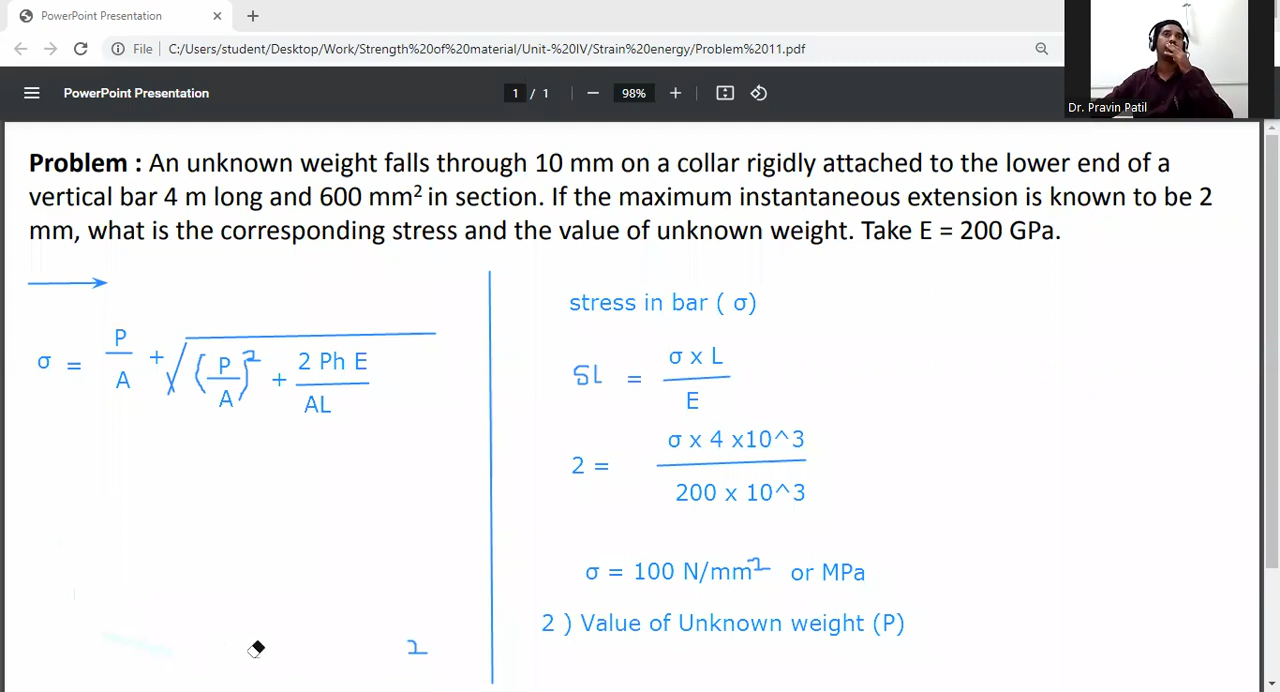 PowerPoint Presentation
File
C:/Users/student/Desktop/Work/Strength%20of%20material/Unit-%20IV/Strain%20energy/Problem%2011.pdf
Dr. Pravin Patil
PowerPoint Presentation
1 / 1
98%
Problem : An unknown weight falls through 10 mm on a collar rigidly attached to the lower end of a
vertical bar 4 m long and 600 mm² in section. If the maximum instantaneous extension is known to be 2
mm, what is the corresponding stress and the value of unknown weight. Take E = 200 GPa.
σ = P/A + √((P/A)² + 2 Ph E/AL)
2
stress in bar ( σ)
δL = σ x L / E
2 = σ x 4 x10^3 / 200 x 10^3
σ = 100 N/mm² or MPa
2 ) Value of Unknown weight (P)